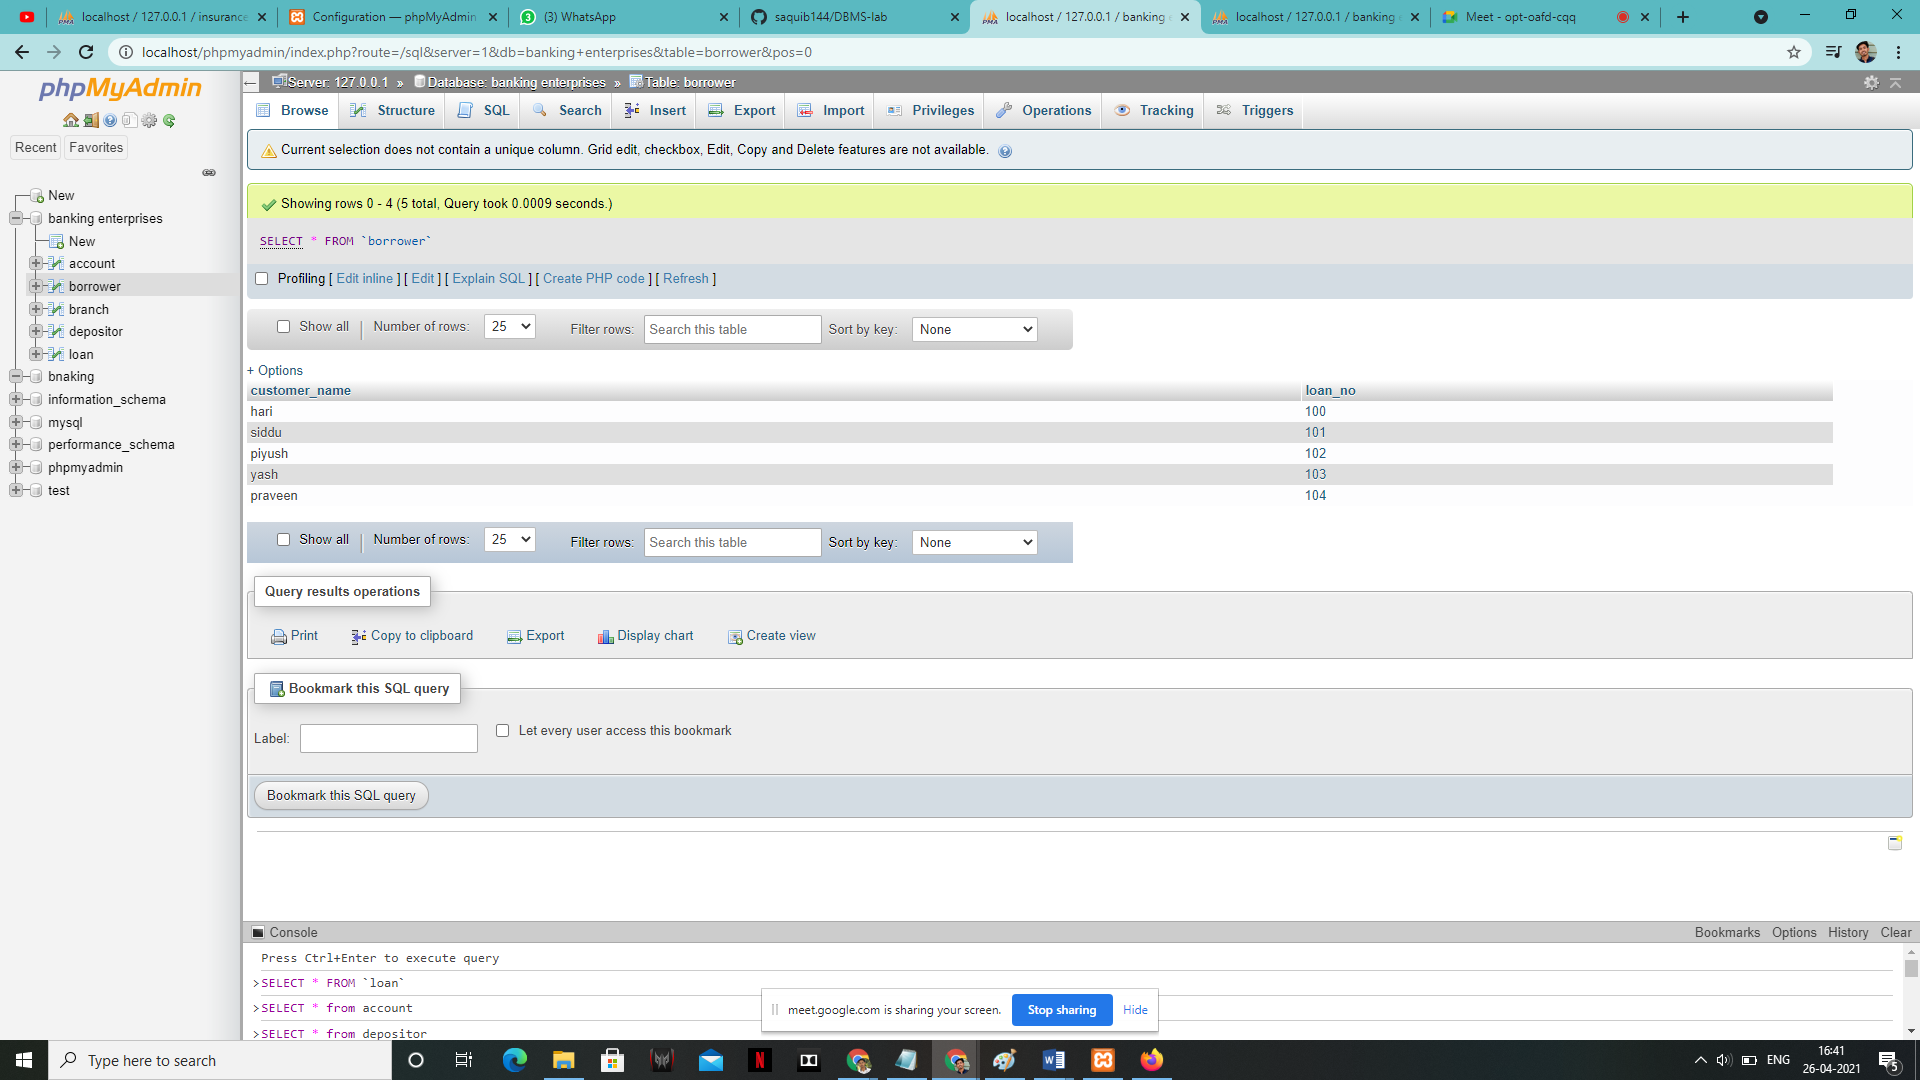 localhost / 127.0.0.1 / insurance
Configuration — phpMyAdmin
(3) WhatsApp
saquib144/DBMS-lab
localhost / 127.0.0.1 / banking e
localhost / 127.0.0.1 / banking e
Meet - opt-oafd-cqq
localhost/phpmyadmin/index.php?route=/sql&server=1&db=banking+enterprises&table=borrower&pos=0
phpMyAdmin
Recent
Favorites
New
banking enterprises
New
account
borrower
branch
depositor
loan
bnaking
information_schema
mysql
performance_schema
phpmyadmin
test
Server: 127.0.0.1 » Database: banking enterprises » Table: borrower
Browse Structure SQL Search Insert Export Import Privileges Operations Tracking Triggers
Current selection does not contain a unique column. Grid edit, checkbox, Edit, Copy and Delete features are not available.
Showing rows 0 - 4 (5 total, Query took 0.0009 seconds.)
SELECT * FROM `borrower`
Profiling [ Edit inline ] [ Edit ] [ Explain SQL ] [ Create PHP code ] [ Refresh ]
Show all | Number of rows: 25 Filter rows: Search this table Sort by key: None
+ Options
customer_name loan_no
hari 100
siddu 101
piyush 102
yash 103
praveen 104
Show all | Number of rows: 25 Filter rows: Search this table Sort by key: None
Query results operations
Print Copy to clipboard Export Display chart Create view
Bookmark this SQL query
Label: Let every user access this bookmark
Bookmark this SQL query
Console Bookmarks Options History Clear
Press Ctrl+Enter to execute query
>SELECT * FROM `loan`
>SELECT * from account
>SELECT * from depositor
meet.google.com is sharing your screen. Stop sharing Hide
Type here to search
ENG
16:41
26-04-2021
5